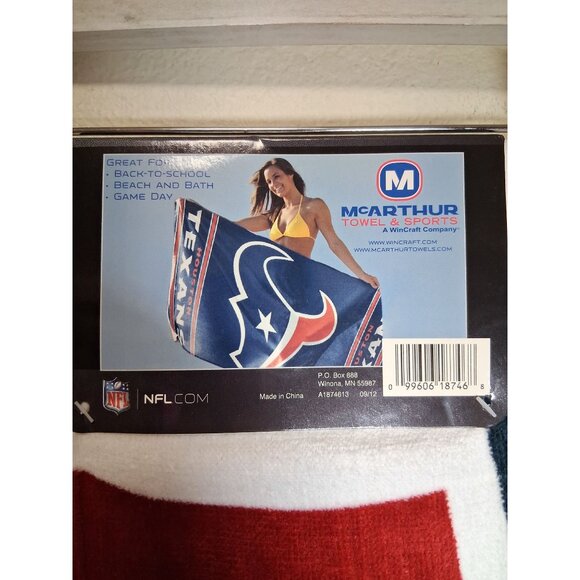 GREAT FOR
• BACK-TO-SCHOOL
• BEACH AND BATH
• GAME DAY
M
MCARTHUR
TOWEL & SPORTS
A WinCraft Company
WWW.WINCRAFT.COM
WWW.MCARTHURTOWELS.COM
HOUSTON
TEXANS
NFL
NFL.COM
Made in China
P.O. Box 888
Winona, MN 55987
A1874613 09/12
0 99606 18746 8